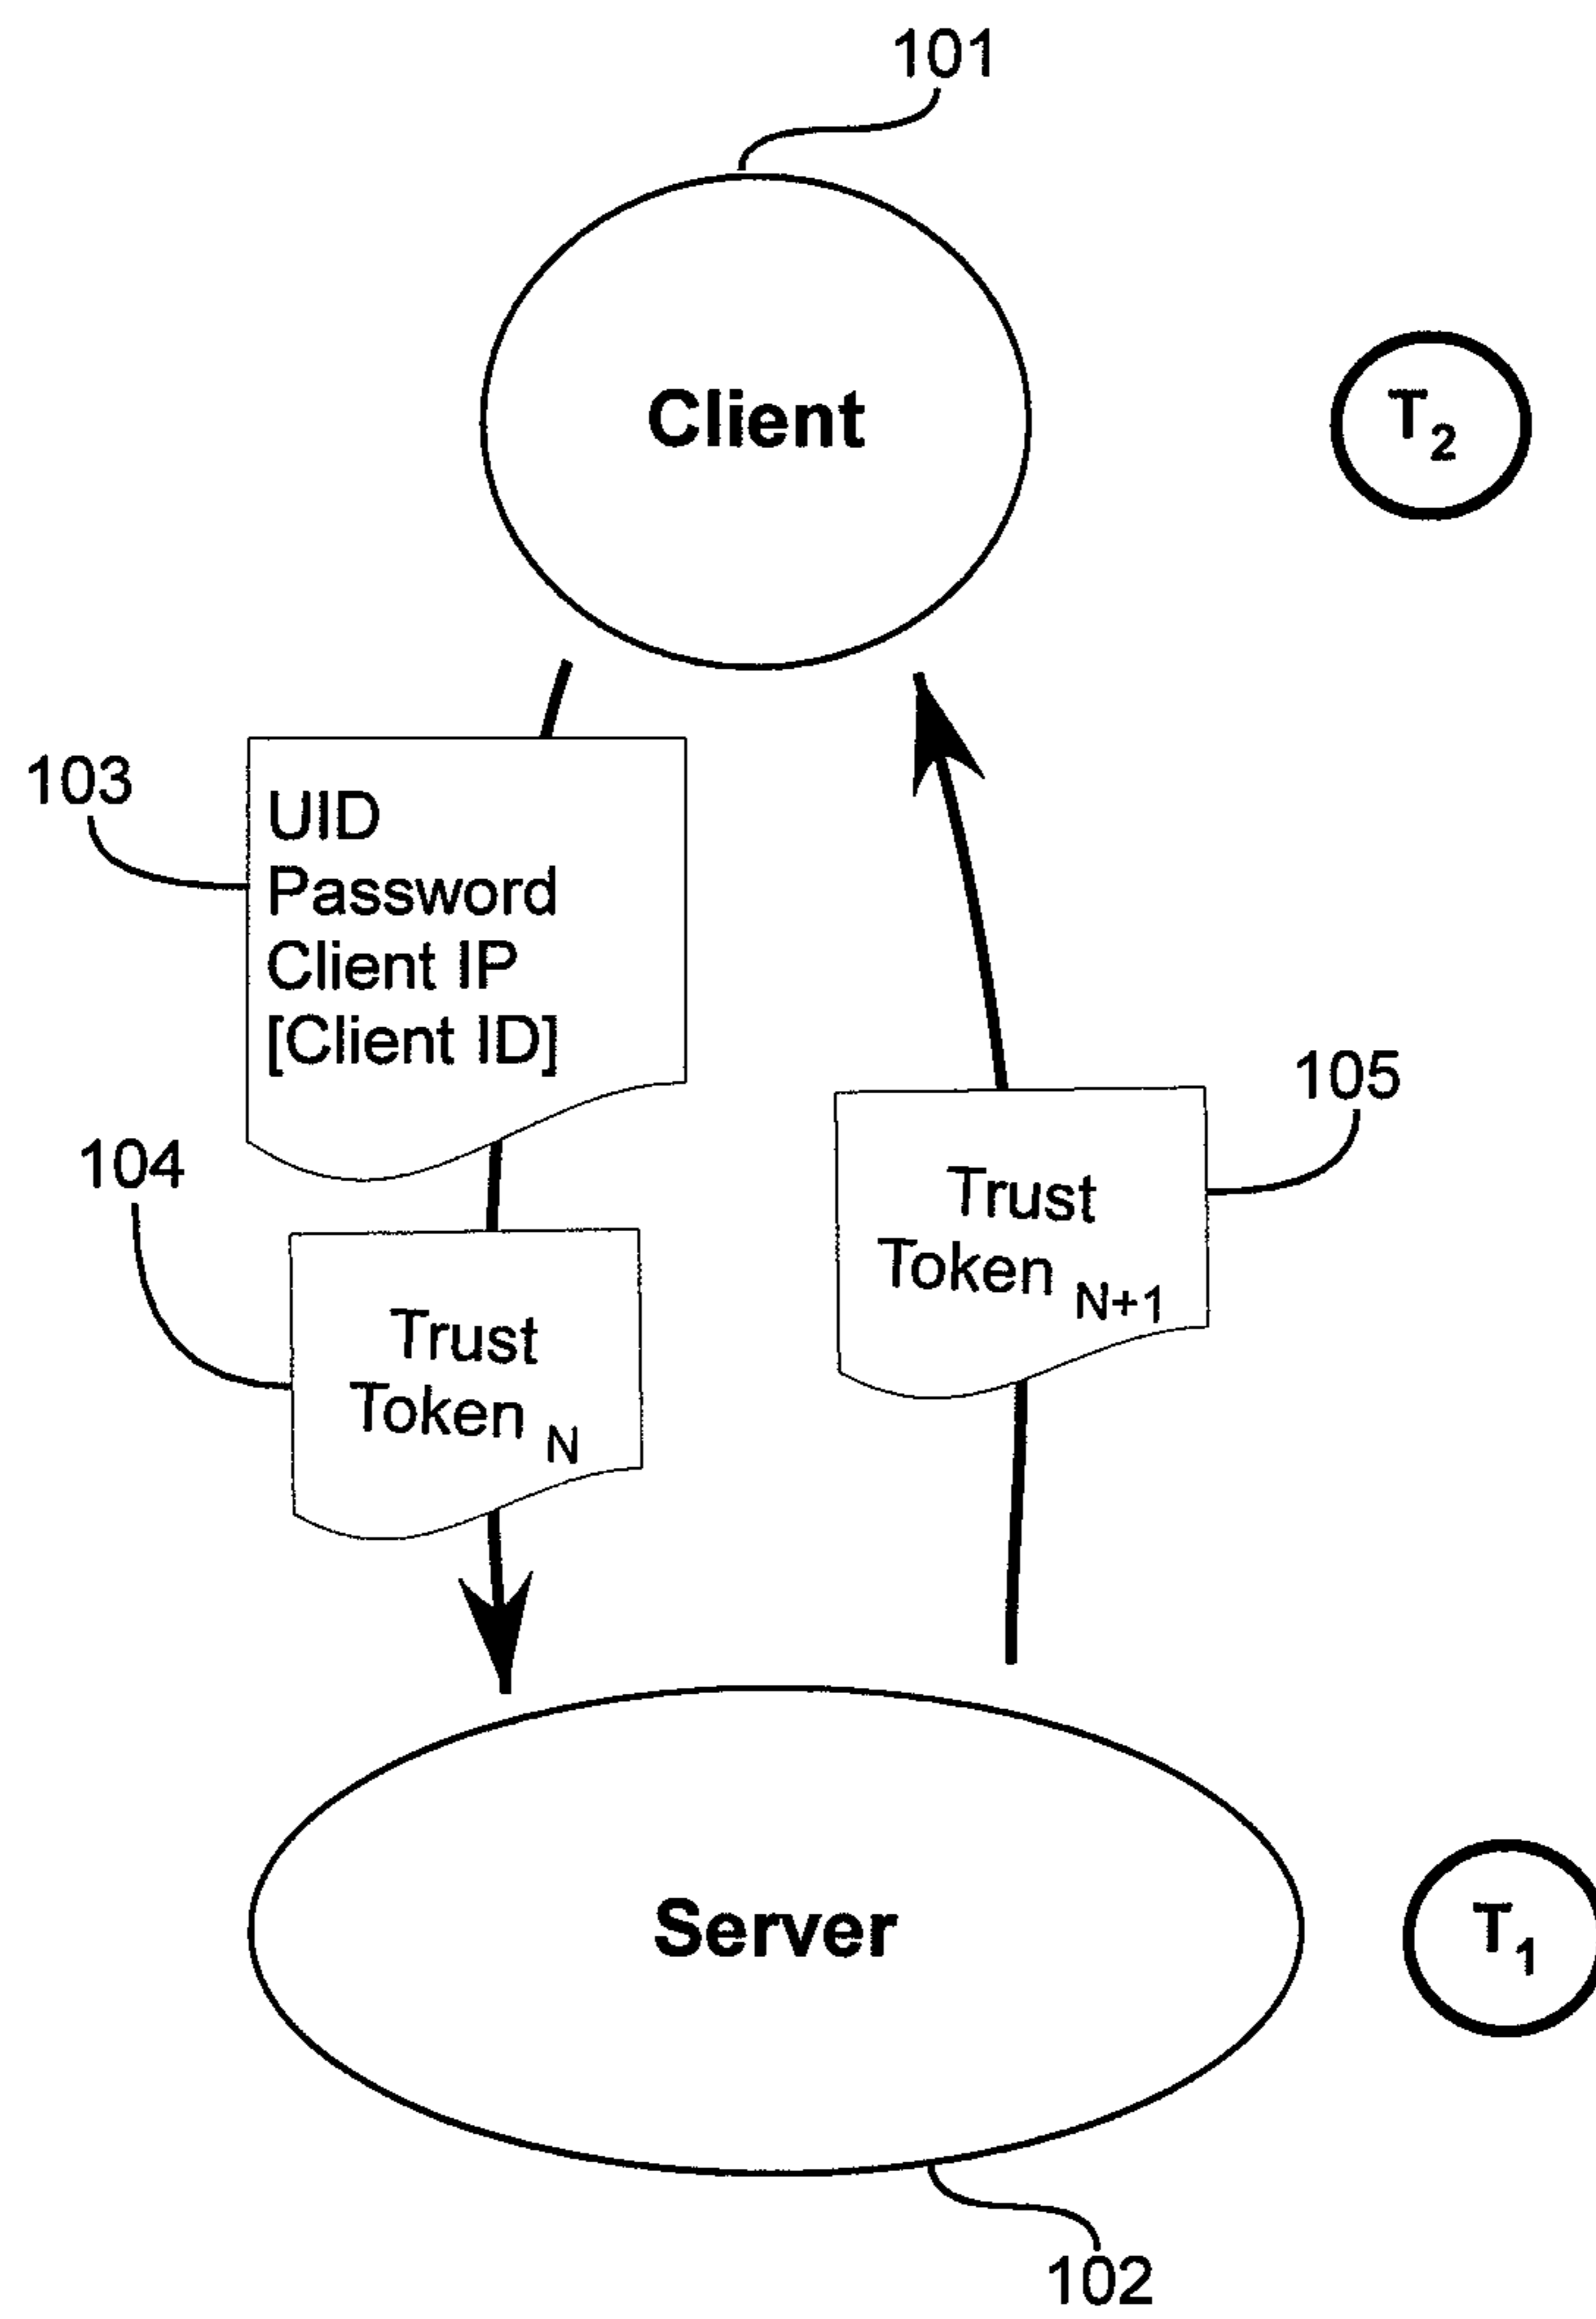 101
Client
T2
103
UID
Password
Client IP
[Client ID]
105
Trust
Token N+1
104
Trust
Token N
Server
T1
102